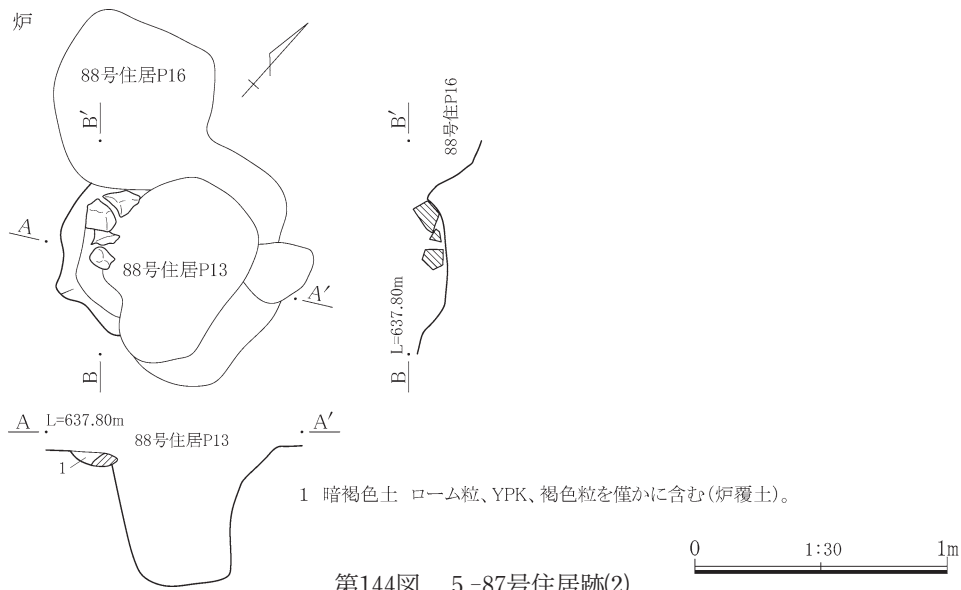 炉
88号住居P16
B′
B′
88号住P16
A
88号住居P13
A′
L=637.80m
B
B
A
L=637.80m
A′
88号住居P13
1
1 暗褐色土 ローム粒、YPK、褐色粒を僅かに含む(炉覆土)。
0
1:30
1m
第144図 5-87号住居跡(2)